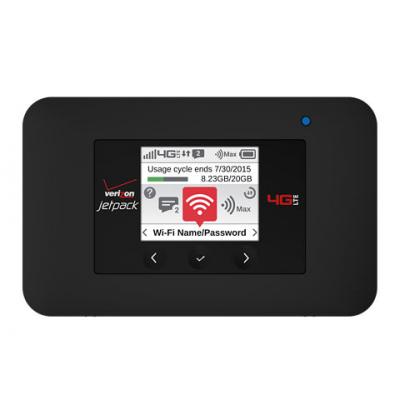 4G LTE 2 Max
Usage cycle ends 7/30/2015
8.23GB/20GB
? 2 Max
Wi-Fi Name/Password
verizon
jetpack
4G LTE